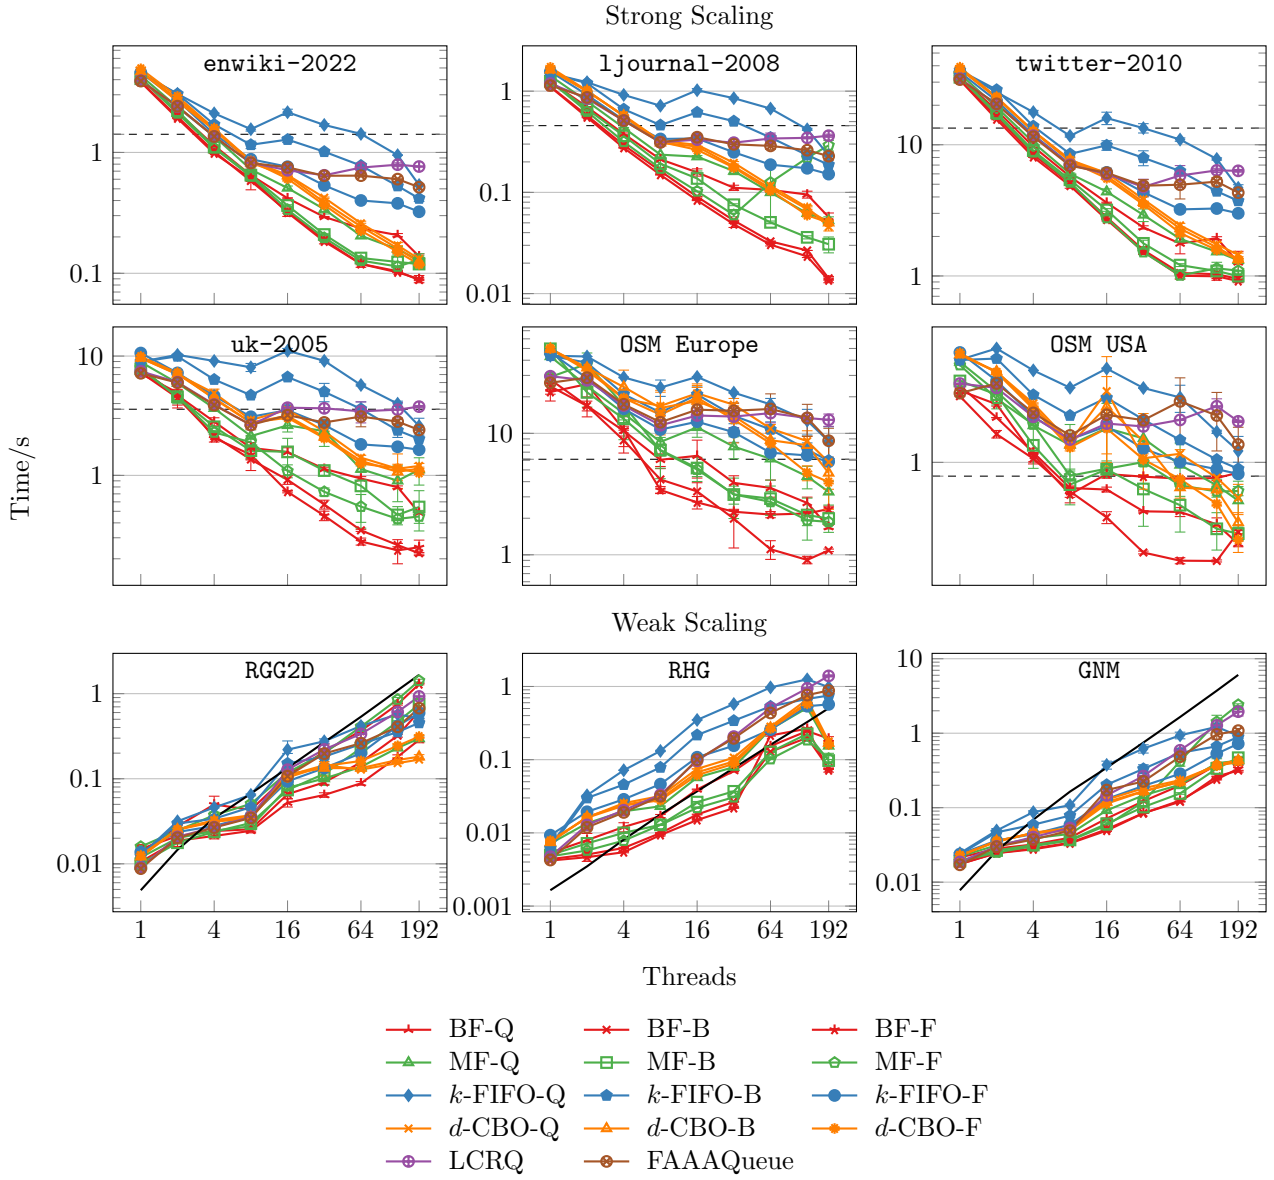 Strong Scaling
enwiki-2022 ljournal-2008 twitter-2010
1 0.1
1 0.1 0.01
10 1
uk-2005 OSM Europe OSM USA
10 1
10 1
1
Time/s
Weak Scaling
RGG2D RHG GNM
1 0.1 0.01
1 0.1 0.01 0.001
10 1 0.1 0.01
1 4 16 64 192 1 4 16 64 192 1 4 16 64 192
Threads
BF-Q BF-B BF-F
MF-Q MF-B MF-F
k-FIFO-Q k-FIFO-B k-FIFO-F
d-CBO-Q d-CBO-B d-CBO-F
LCRQ FAAAQueue